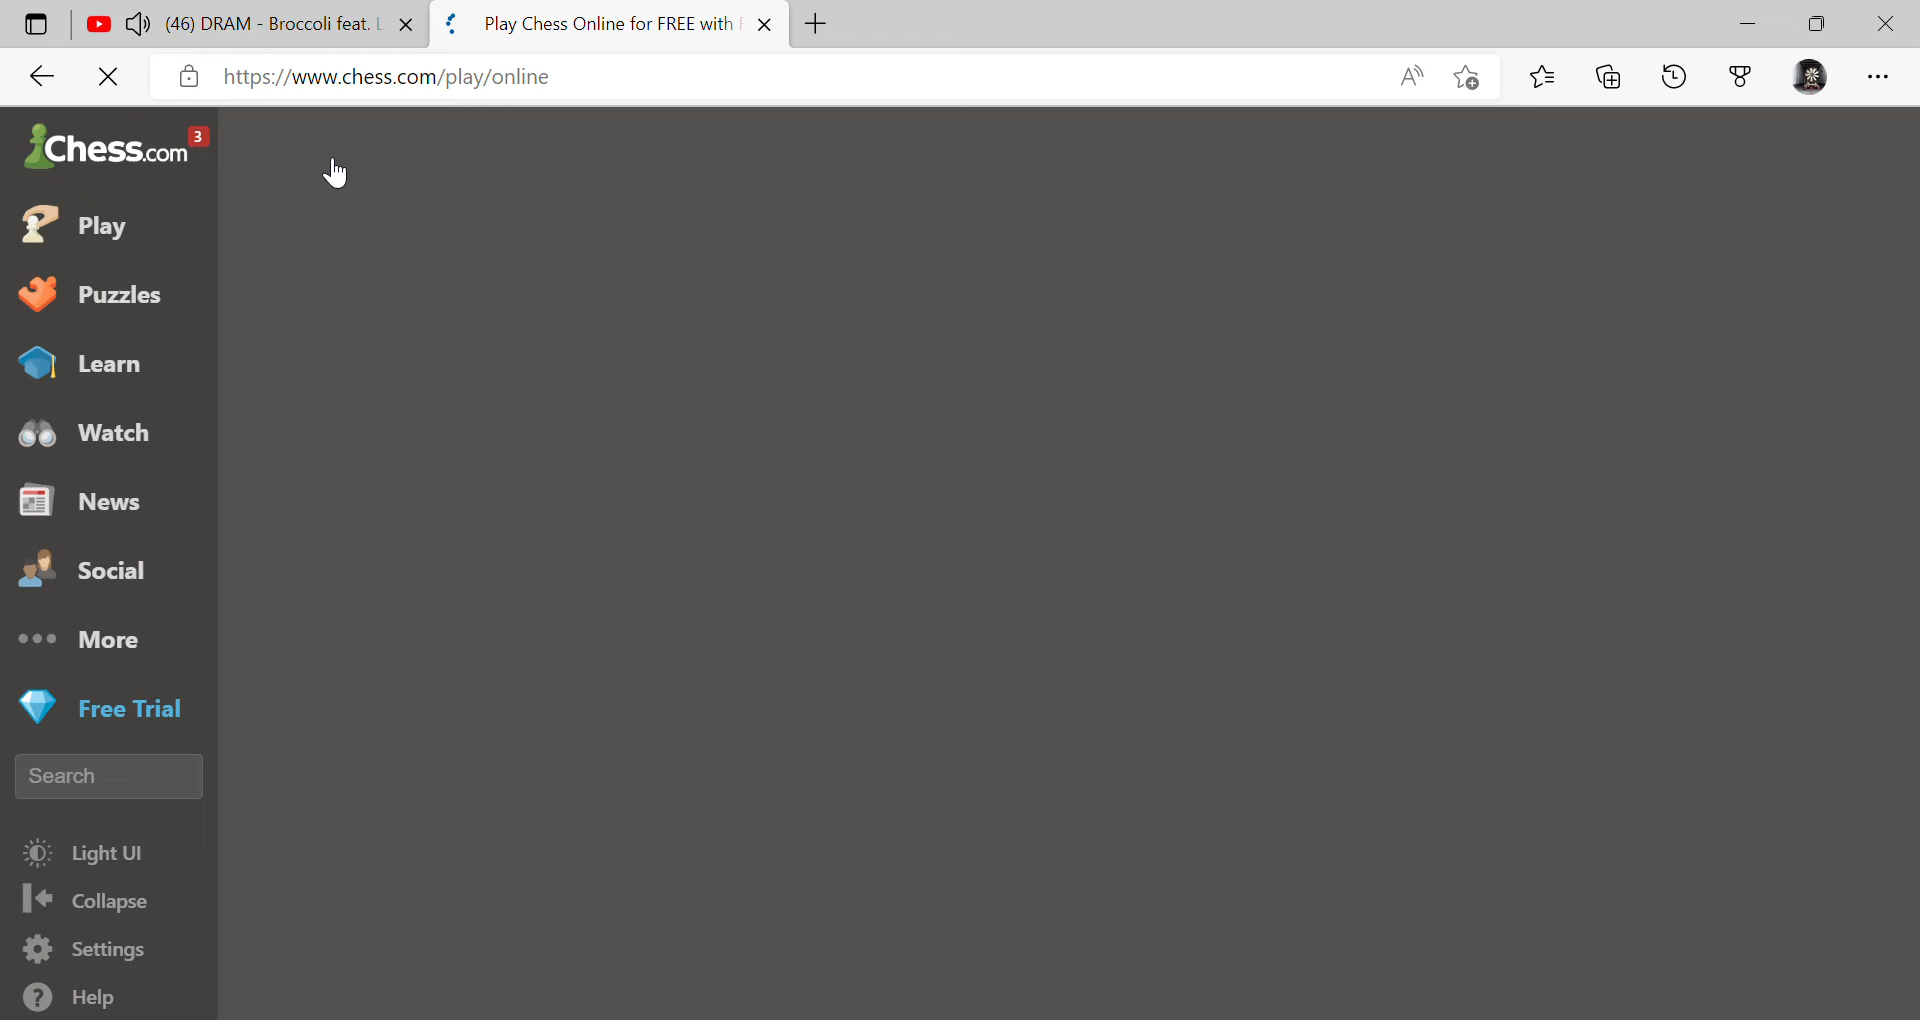 (46) DRAM - Broccoli feat.
Play Chess Online for FREE with
https://www.chess.com/play/online
Chess.com
3
Play
Puzzles
Learn
Watch
News
Social
More
Free Trial
Search
Light UI
Collapse
Settings
Help